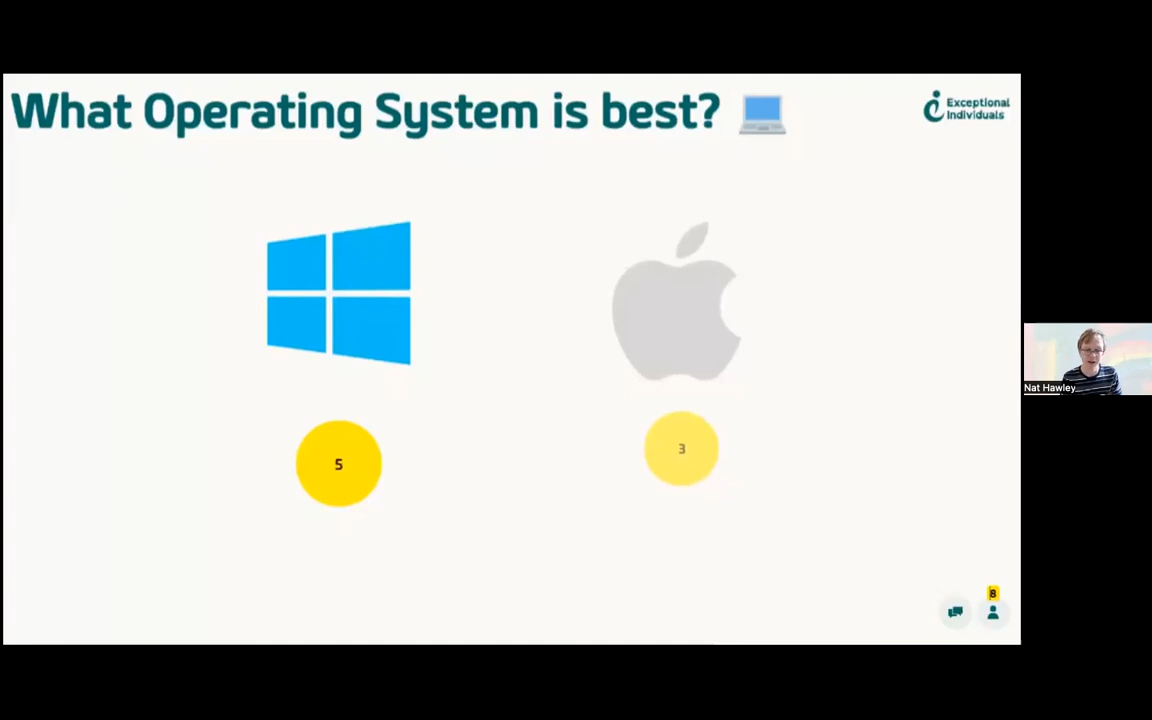 What Operating System is best?
Exceptional
Individuals
5
3
Nat Hawley
8